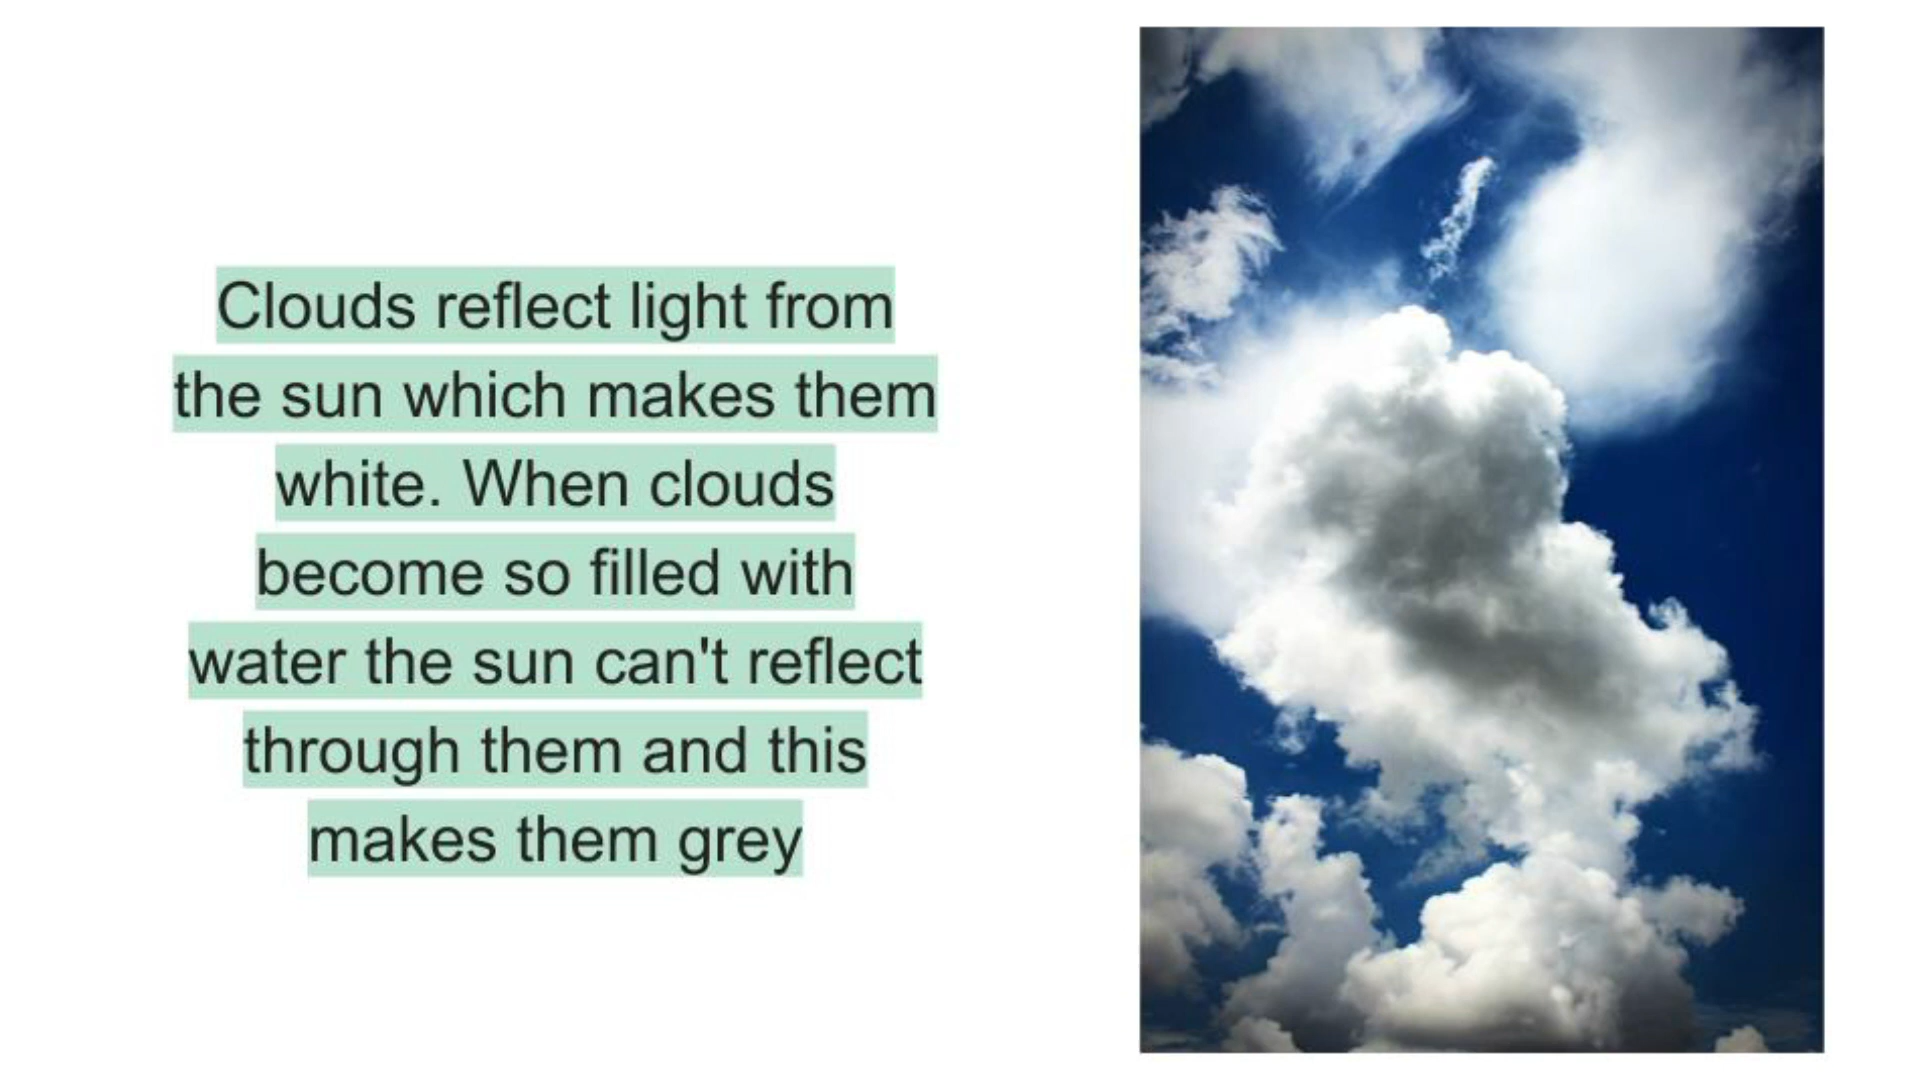 Clouds reflect light from
the sun which makes them
white. When clouds
become so filled with
water the sun can't reflect
through them and this
makes them grey